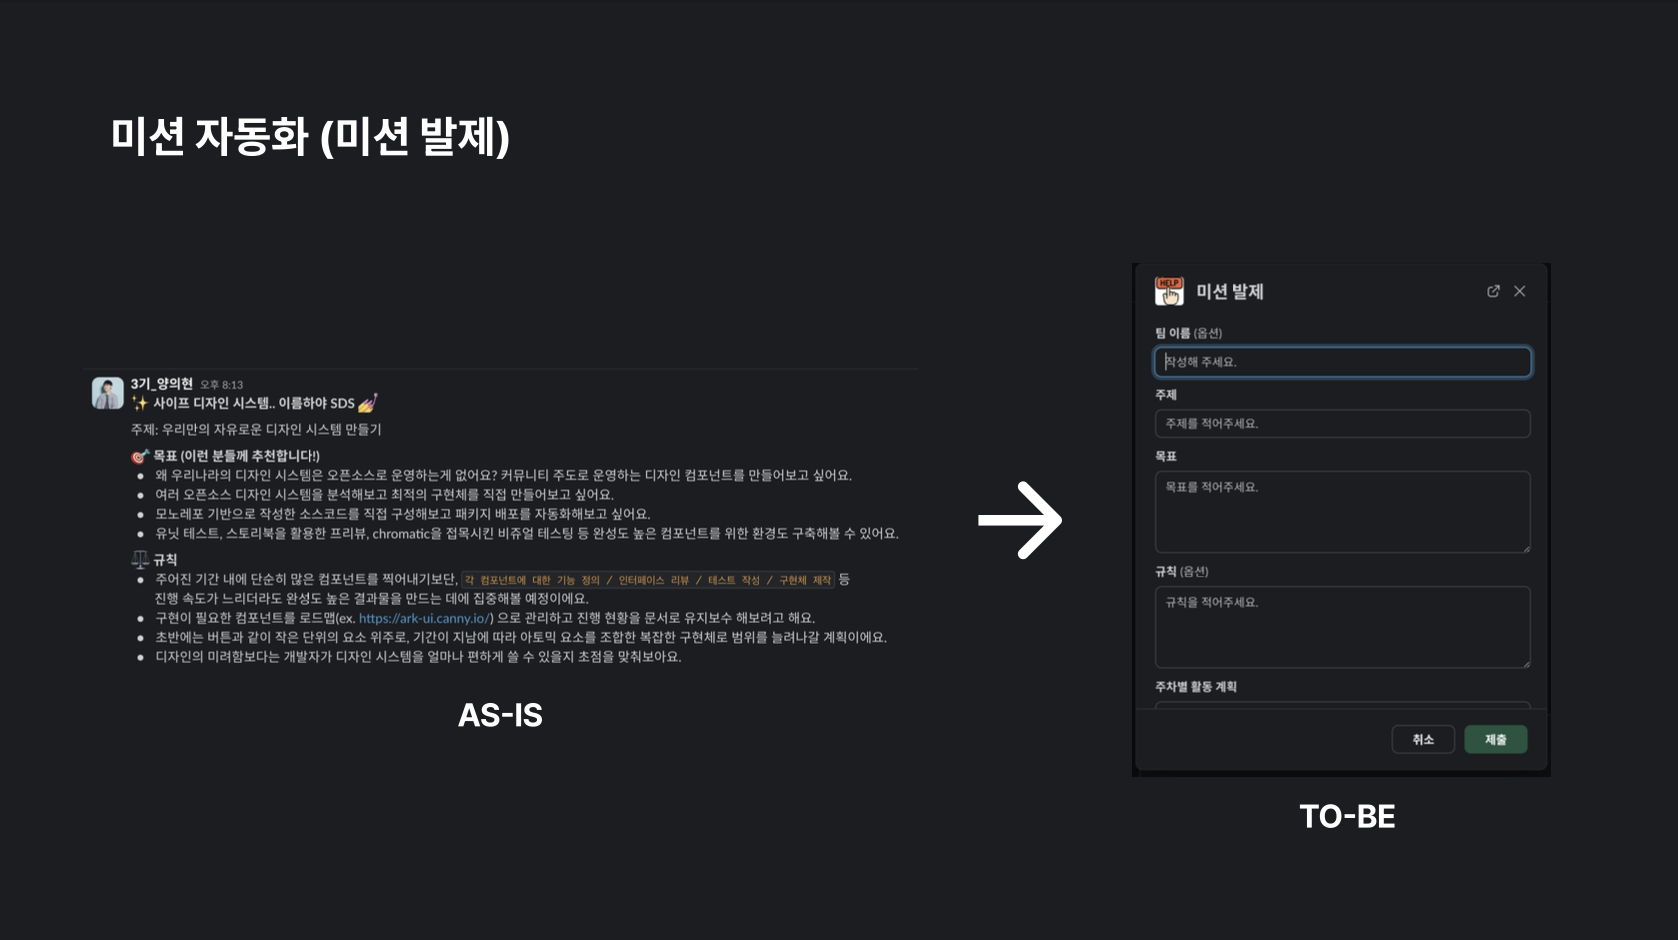 미션 자동화 (미션 발제)
3기_양의현 오후 8:13
✨ 사이프 디자인 시스템.. 이름하야 SDS 💅
주제: 우리만의 자유로운 디자인 시스템 만들기
🎯 목표 (이런 분들께 추천합니다!)
• 왜 우리나라의 디자인 시스템은 오픈소스로 운영하는게 없어요? 커뮤니티 주도로 운영하는 디자인 컴포넌트를 만들어보고 싶어요.
• 여러 오픈소스 디자인 시스템을 분석해보고 최적의 구현체를 직접 만들어보고 싶어요.
• 모노레포 기반으로 작성한 소스코드를 직접 구성해보고 패키지 배포를 자동화해보고 싶어요.
• 유닛 테스트, 스토리북을 활용한 프리뷰, chromatic을 접목시킨 비쥬얼 테스팅 등 완성도 높은 컴포넌트를 위한 환경도 구축해볼 수 있어요.
⚖️ 규칙
• 주어진 기간 내에 단순히 많은 컴포넌트를 찍어내기보단, 각 컴포넌트에 대한 기능 정의 / 인터페이스 리뷰 / 테스트 작성 / 구현체 제작 등
진행 속도가 느리더라도 완성도 높은 결과물을 만드는 데에 집중해볼 예정이에요.
• 구현이 필요한 컴포넌트를 로드맵(ex. https://ark-ui.canny.io/) 으로 관리하고 진행 현황을 문서로 유지보수 해보려고 해요.
• 초반에는 버튼과 같이 작은 단위의 요소 위주로, 기간이 지남에 따라 아토믹 요소를 조합한 복잡한 구현체로 범위를 늘려나갈 계획이에요.
• 디자인의 미려함보다는 개발자가 디자인 시스템을 얼마나 편하게 쓸 수 있을지 초점을 맞춰보아요.
AS-IS
HELP
미션 발제
팀 이름 (옵션)
작성해 주세요.
주제
주제를 적어주세요.
목표
목표를 적어주세요.
규칙 (옵션)
규칙을 적어주세요.
주차별 활동 계획
취소
제출
TO-BE